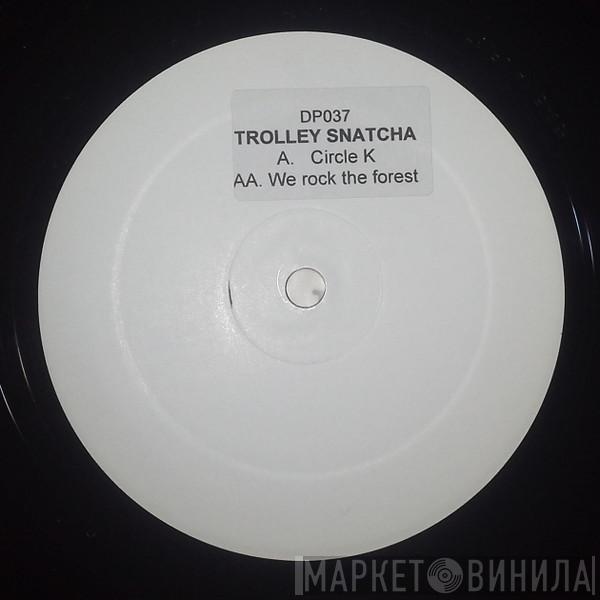 DP037
TROLLEY SNATCHA
A. Circle K
AA. We rock the forest
МАРКЕТ ВИНИЛА